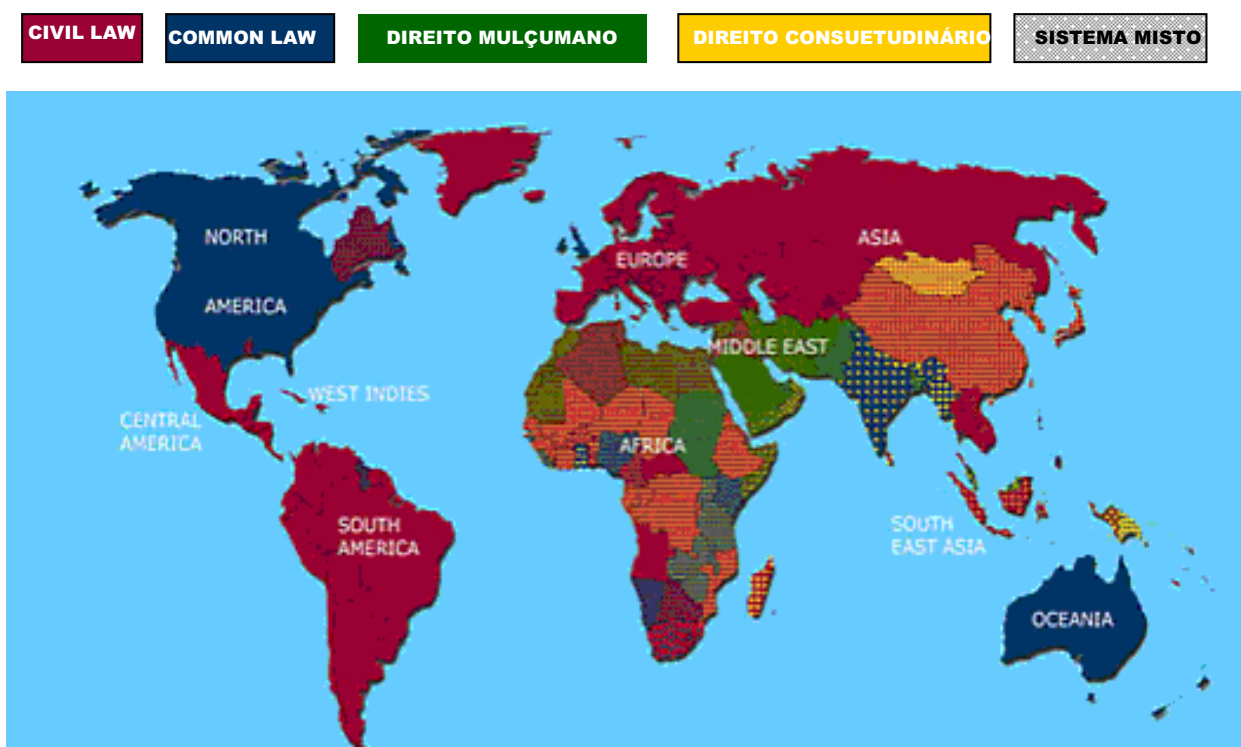 CIVIL LAW
COMMON LAW
DIREITO MULÇUMANO
DIREITO CONSUETUDINÁRIO
SISTEMA MISTO
NORTH
AMERICA
EUROPE
ASIA
MIDDLE EAST
WEST INDIES
CENTRAL
AMERICA
AFRICA
SOUTH
AMERICA
SOUTH
EAST ASIA
OCEANIA